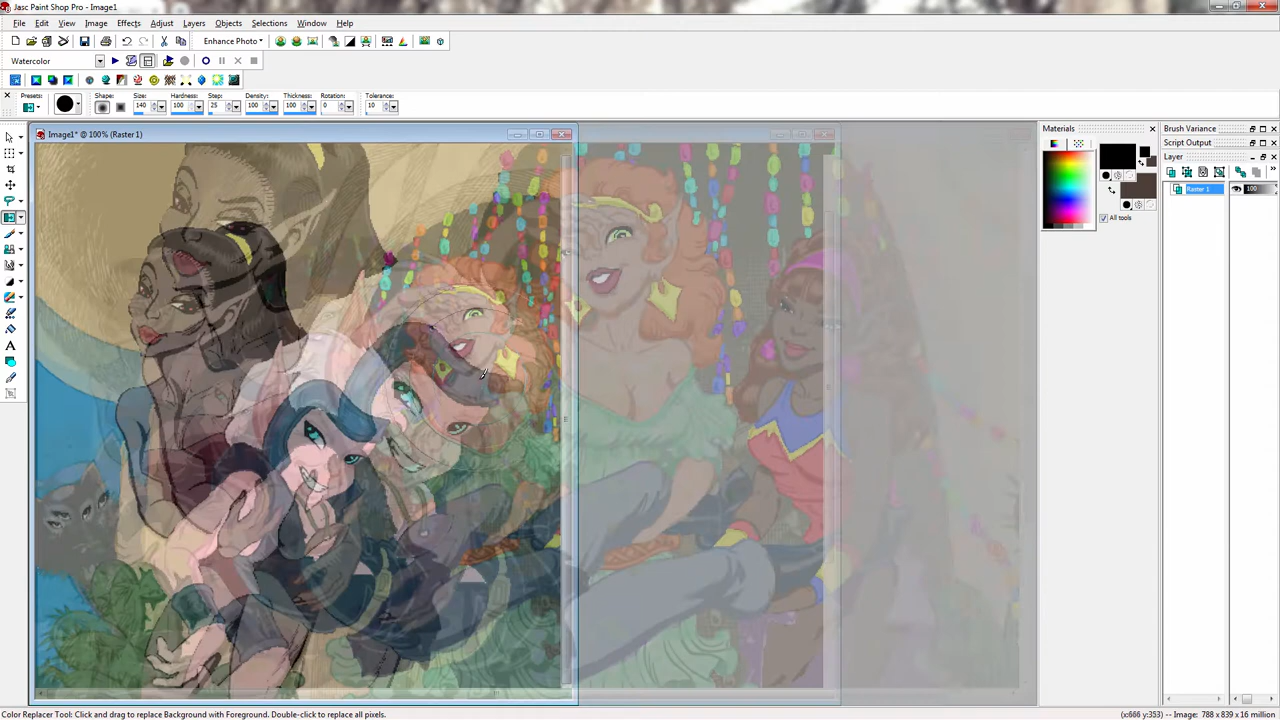 Jasc Paint Shop Pro - Image1
File Edit View Image Effects Adjust Layers Objects Selections Window Help
Enhance Photo
Watercolor
Presets: Shape: Size: Hardness: Step: Density: Thickness: Rotation: Tolerance:
140 100 25 100 100 0 10
Image1* @ 100% (Raster 1)
Materials
All tools
Brush Variance
Script Output
Layer
Raster 1 100
Color Replacer Tool: Click and drag to replace Background with Foreground. Double-click to replace all pixels.
(x:666 y:353) -- Image: 788 x 839 x 16 million